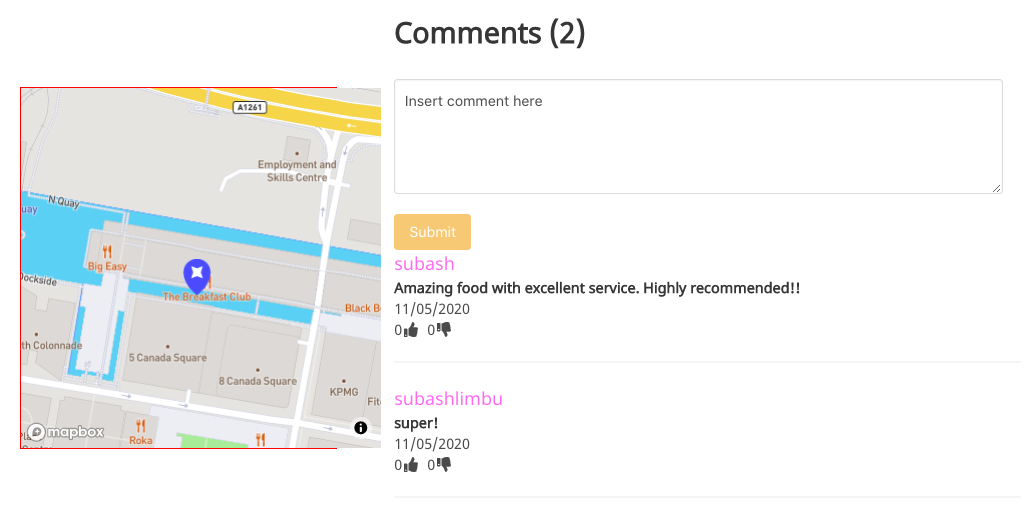 Comments (2)
Insert comment here
Submit
subash
Amazing food with excellent service. Highly recommended!!
11/05/2020
0 0
subashlimbu
super!
11/05/2020
0 0
A1261
Employment and
Skills Centre
N Quay
uay
Big Easy
Dockside
The Breakfast Club
Black B
th Colonnade
5 Canada Square
8 Canada Square
KPMG
Fit
Roka
mapbox